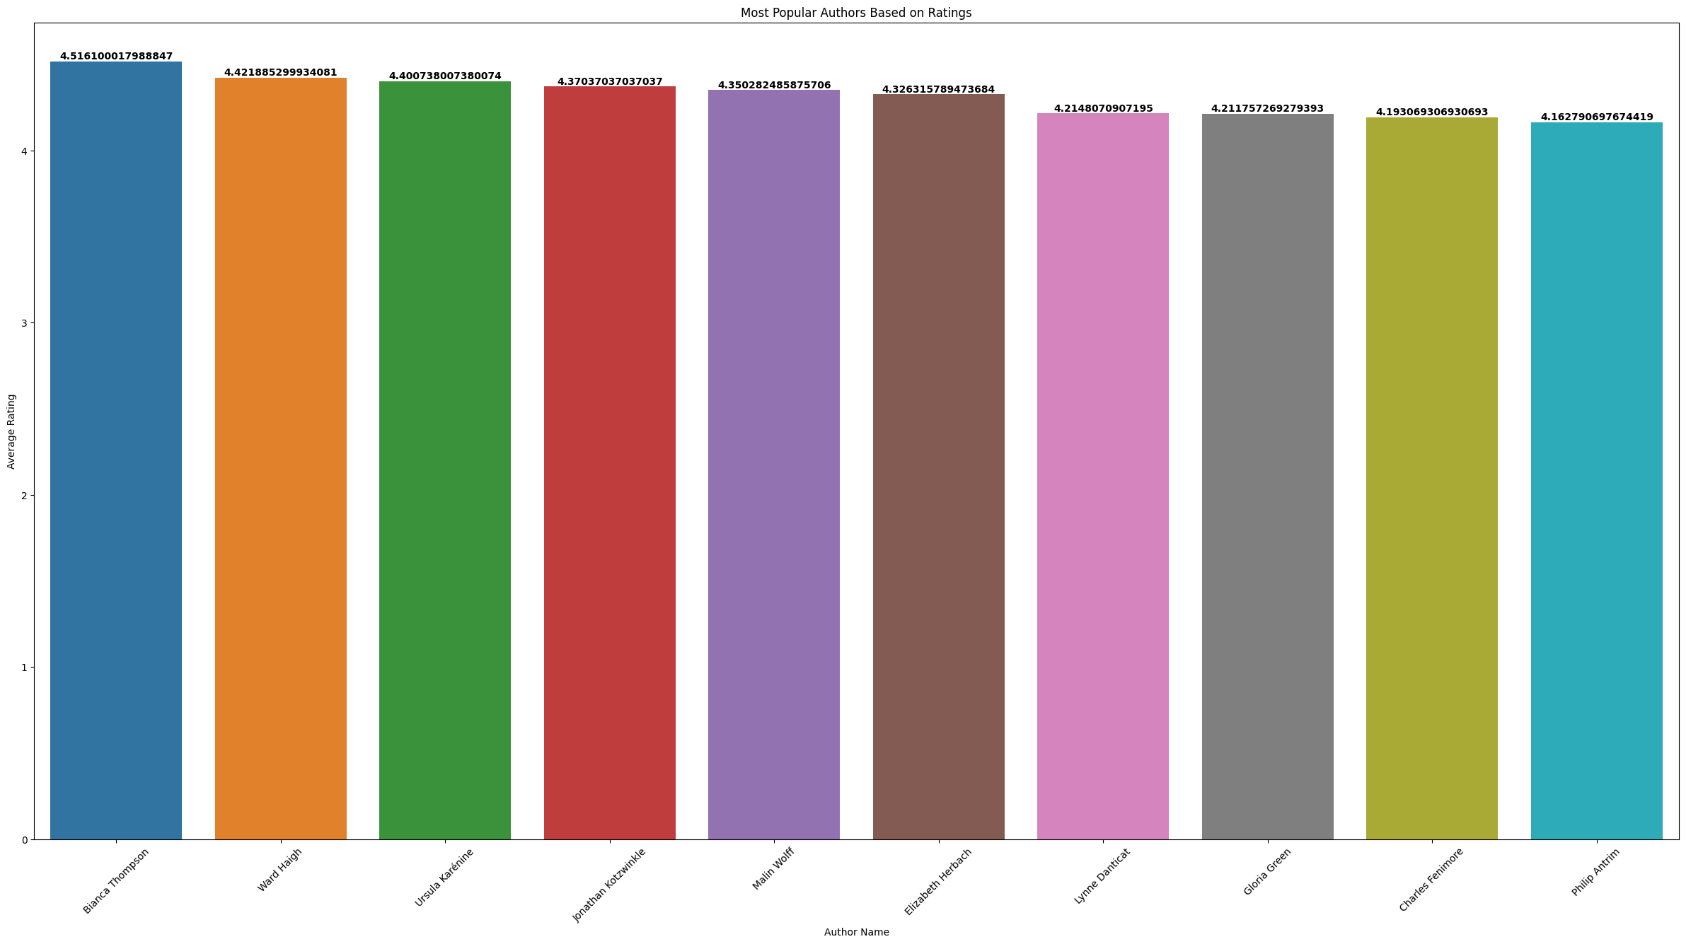 Most Popular Authors Based on Ratings
4.516100017988847
4.421885299934081
4.400738007380074
4.37037037037037
4.350282485875706
4.326315789473684
4.2148070907195
4.211757269279393
4.193069306930693
4.162790697674419
Average Rating
4
3
2
1
0
Bianca Thompson
Ward Haigh
Ursula Karénine
Jonathan Kotzwinkle
Malin Wolff
Elizabeth Herbach
Lynne Danticat
Gloria Green
Charles Fenimore
Philip Antrim
Author Name